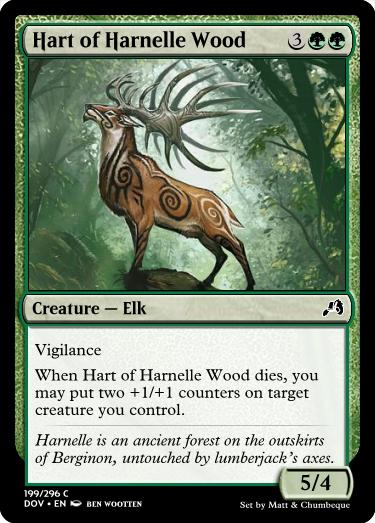 Hart of Harnelle Wood 3
Creature — Elk
Vigilance
When Hart of Harnelle Wood dies, you
may put two +1/+1 counters on target
creature you control.
Harnelle is an ancient forest on the outskirts
of Berginon, untouched by lumberjack's axes.
5/4
199/296 C
DOV • EN BEN WOOTTEN
Set by Matt & Chumbeque